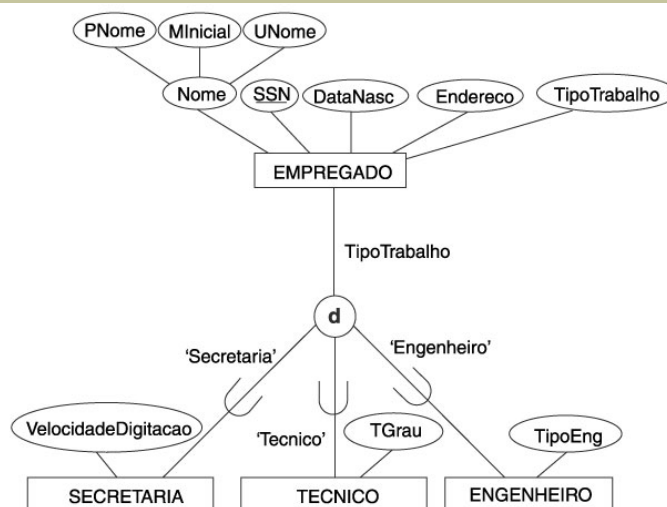 PNome MInicial UNome
Nome SSN DataNasc Endereco TipoTrabalho
EMPREGADO
TipoTrabalho
d
'Secretaria' 'Engenheiro'
VelocidadeDigitacao 'Tecnico' TGrau TipoEng
SECRETARIA TECNICO ENGENHEIRO